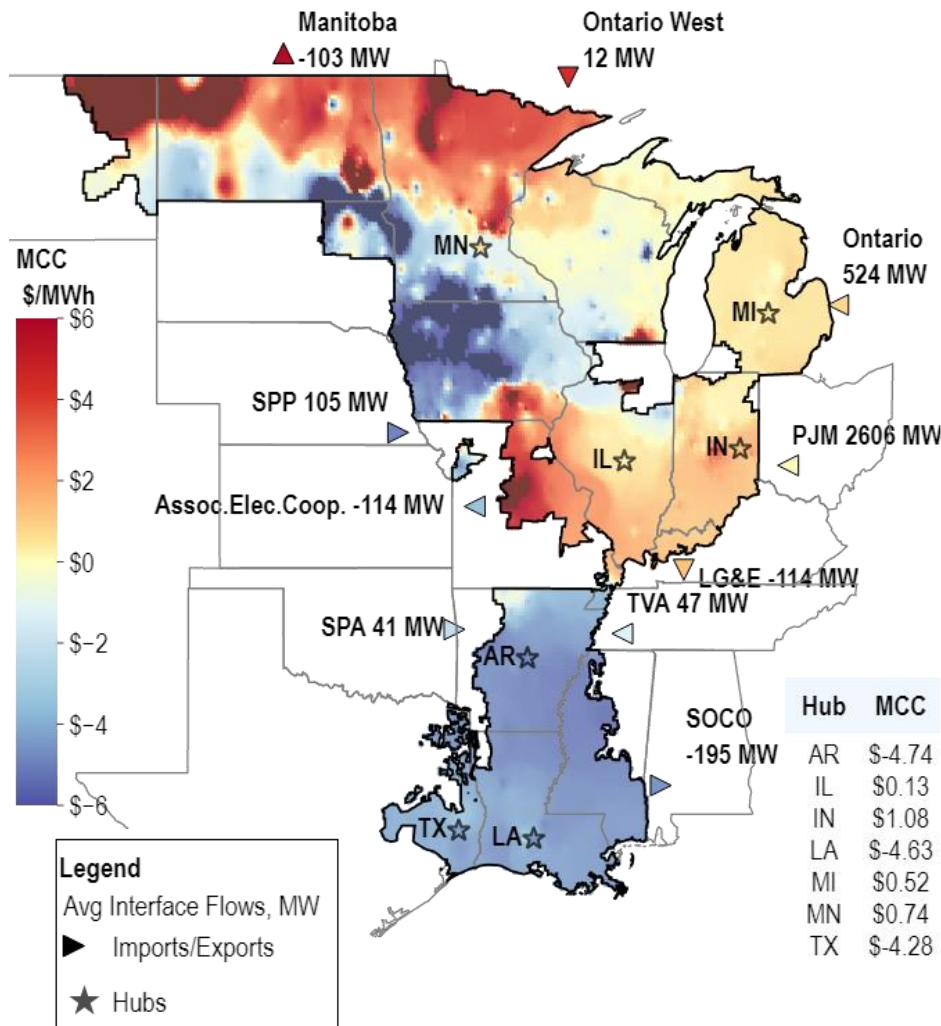 Manitoba
-103 MW
Ontario West
12 MW
Ontario
524 MW
MCC
$/MWh
$6
$4
$2
$0
$−2
$−4
$−6
MN
MI
SPP 105 MW
IL
IN
PJM 2606 MW
Assoc.Elec.Coop. -114 MW
LG&E -114 MW
TVA 47 MW
SPA 41 MW
AR
SOCO
-195 MW
TX
LA
Hub MCC
AR $-4.74
IL $0.13
IN $1.08
LA $-4.63
MI $0.52
MN $0.74
TX $-4.28
Legend
Avg Interface Flows, MW
Imports/Exports
Hubs